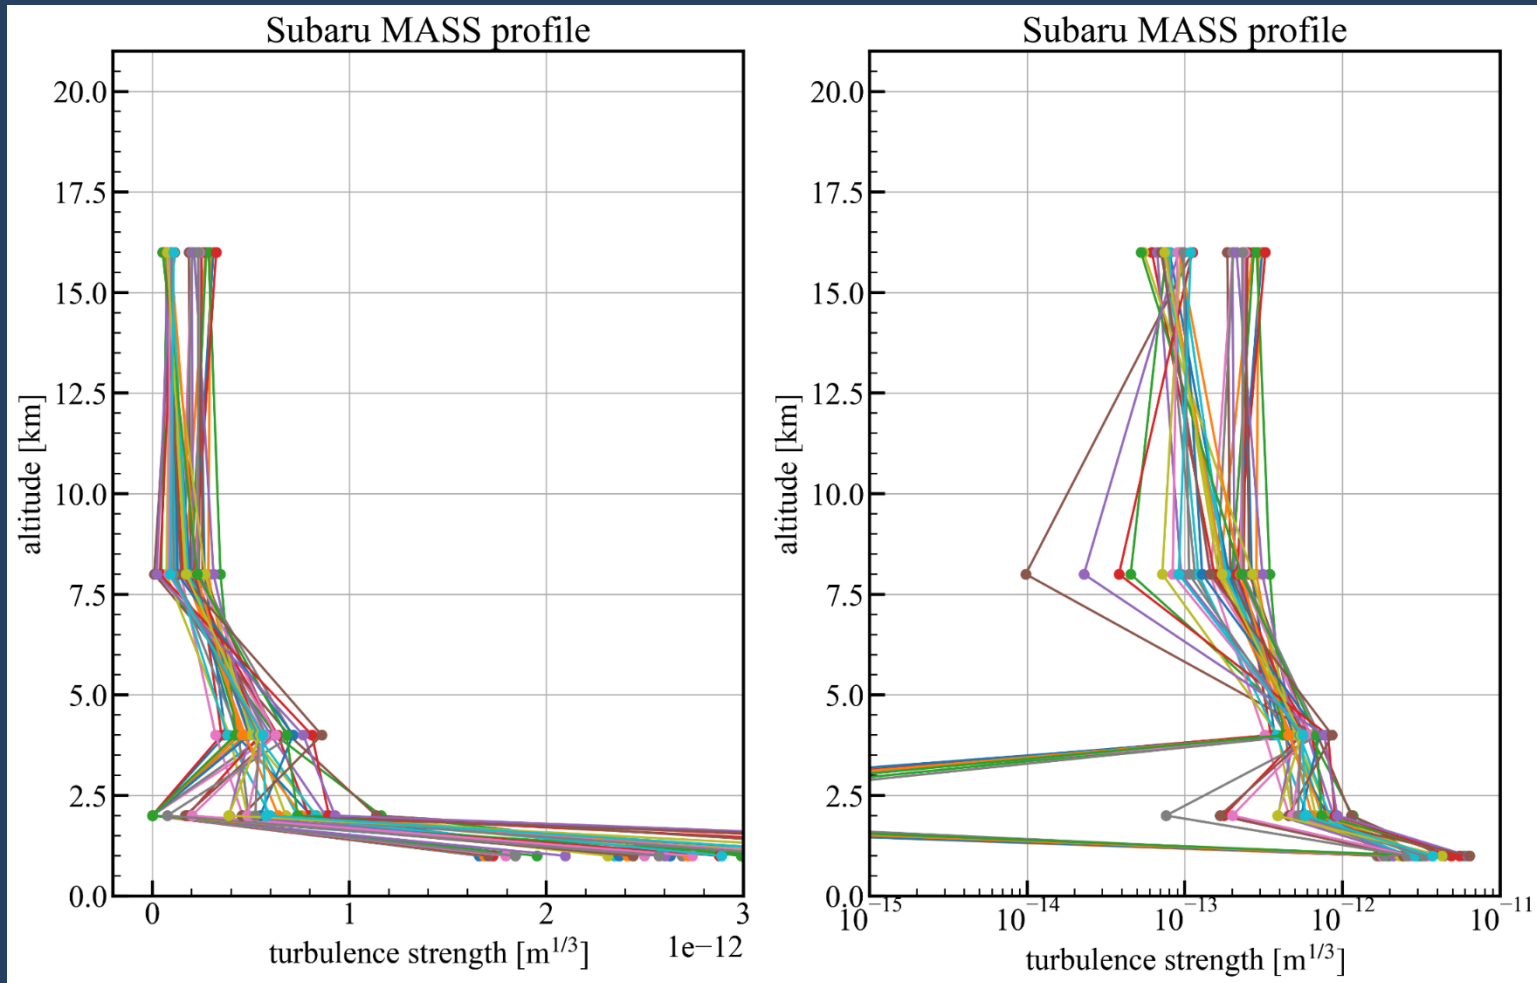 Subaru MASS profile
20.0
17.5
15.0
12.5
10.0
7.5
5.0
2.5
0.0
altitude [km]
0 1 2 3
1e−12
turbulence strength [m^{1/3}]
Subaru MASS profile
20.0
17.5
15.0
12.5
10.0
7.5
5.0
2.5
0.0
altitude [km]
10^{−15} 10^{−14} 10^{−13} 10^{−12} 10^{−11}
turbulence strength [m^{1/3}]